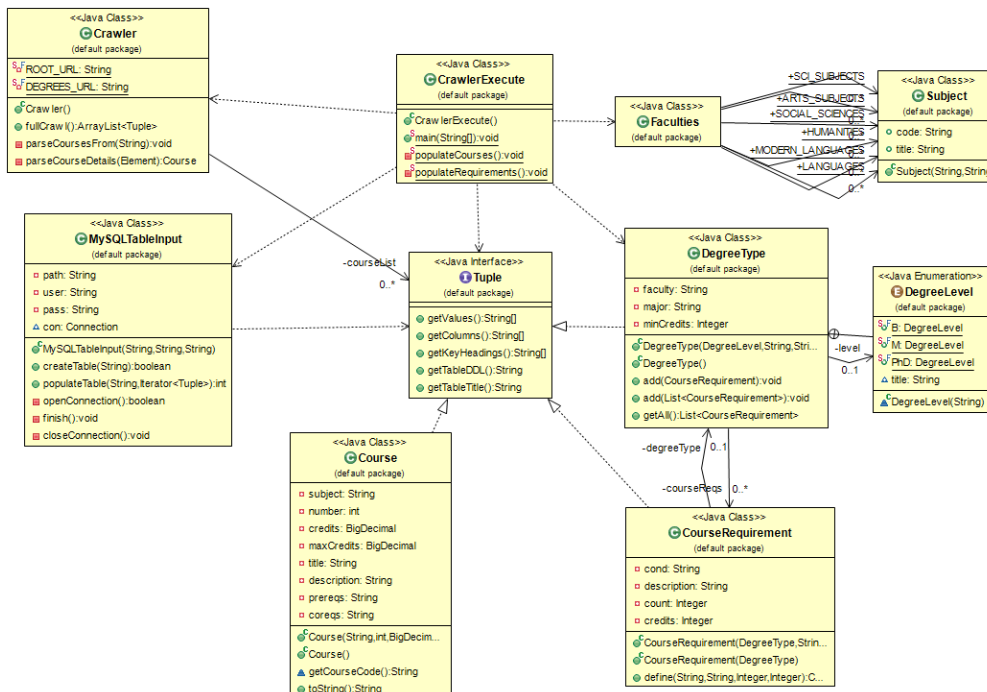 <<Java Class>>
Crawler
(default package)
ROOT_URL: String
DEGREES_URL: String
Crawler()
fullCrawl():ArrayList<Tuple>
parseCoursesFrom(String):void
parseCourseDetails(Element):Course
<<Java Class>>
CrawlerExecute
(default package)
CrawlerExecute()
main(String[]):void
populateCourses():void
populateRequirements():void
<<Java Class>>
Faculties
(default package)
+SCI_SUBJECTS
+ARTS_SUBJECTS
0..*
+SOCIAL_SCIENCES
0..*
+HUMANITIES
+MODERN_LANGUAGES
0..*
+LANGUAGES
0..*
<<Java Class>>
Subject
(default package)
code: String
title: String
Subject(String,String
<<Java Class>>
MySQLTableInput
(default package)
path: String
user: String
pass: String
con: Connection
MySQLTableInput(String,String,String)
createTable(String):boolean
populateTable(String,Iterator<Tuple>):int
openConnection():boolean
finish():void
closeConnection():void
-courseList
0..*
<<Java Interface>>
Tuple
(default package)
getValues():String[]
getColumns():String[]
getKeyHeadings():String[]
getTableDDL():String
getTableTitle():String
<<Java Class>>
DegreeType
(default package)
faculty: String
major: String
minCredits: Integer
DegreeType(DegreeLevel,String,Stri...
DegreeType()
add(CourseRequirement):void
add(List<CourseRequirement>):void
getAll():List<CourseRequirement>
-level
0..1
<<Java Enumeration>>
DegreeLevel
(default package)
B: DegreeLevel
M: DegreeLevel
PhD: DegreeLevel
title: String
DegreeLevel(String)
-degreeType
0..1
-courseReqs
0..*
<<Java Class>>
Course
(default package)
subject: String
number: int
credits: BigDecimal
maxCredits: BigDecimal
title: String
description: String
prereqs: String
coreqs: String
Course(String,int,BigDecim...
Course()
getCourseCode():String
toString():String
<<Java Class>>
CourseRequirement
(default package)
cond: String
description: String
count: Integer
credits: Integer
CourseRequirement(DegreeType,Strin...
CourseRequirement(DegreeType)
define(String,String,Integer,Integer):C...